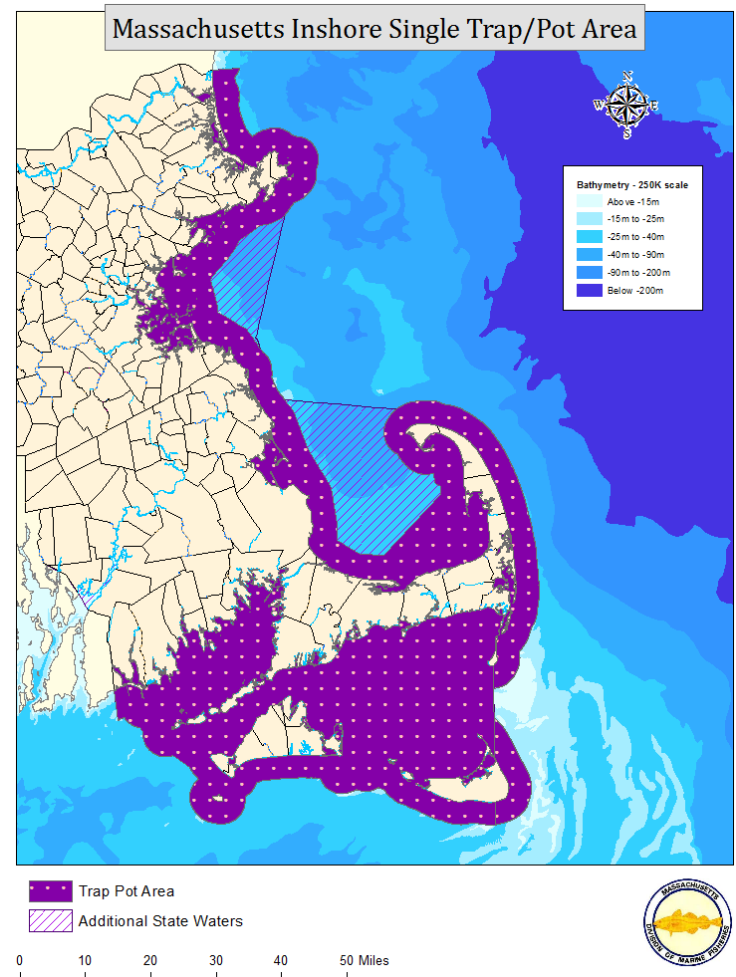 Massachusetts Inshore Single Trap/Pot Area
N
W E
S
Bathymetry - 250K scale
Above -15m
-15m to -25m
-25m to -40m
-40m to -90m
-90m to -200m
Below -200m
Trap Pot Area
Additional State Waters
0 10 20 30 40 50 Miles
MASSACHUSETTS
DIVISION OF MARINE FISHERIES